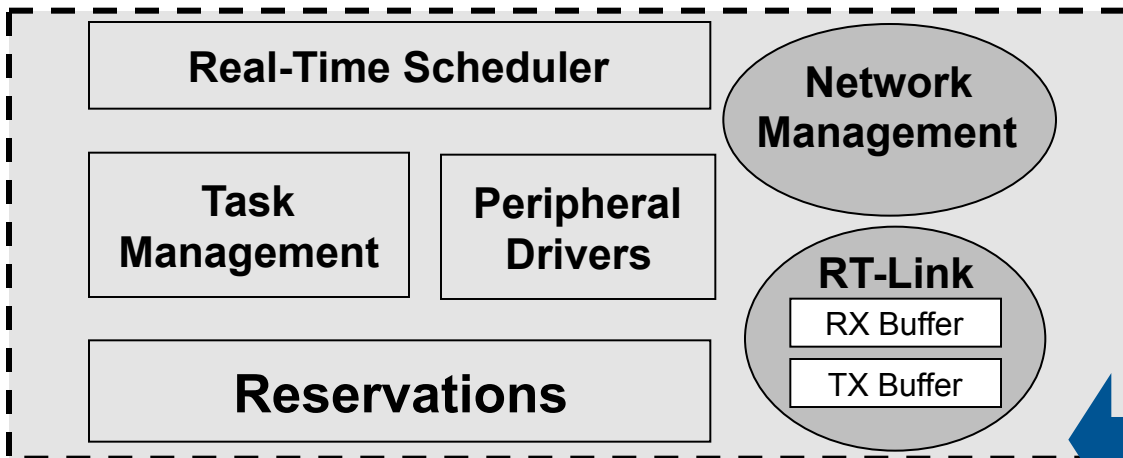 Real-Time Scheduler
Network
Management
Task
Management
Peripheral
Drivers
RT-Link
RX Buffer
TX Buffer
Reservations